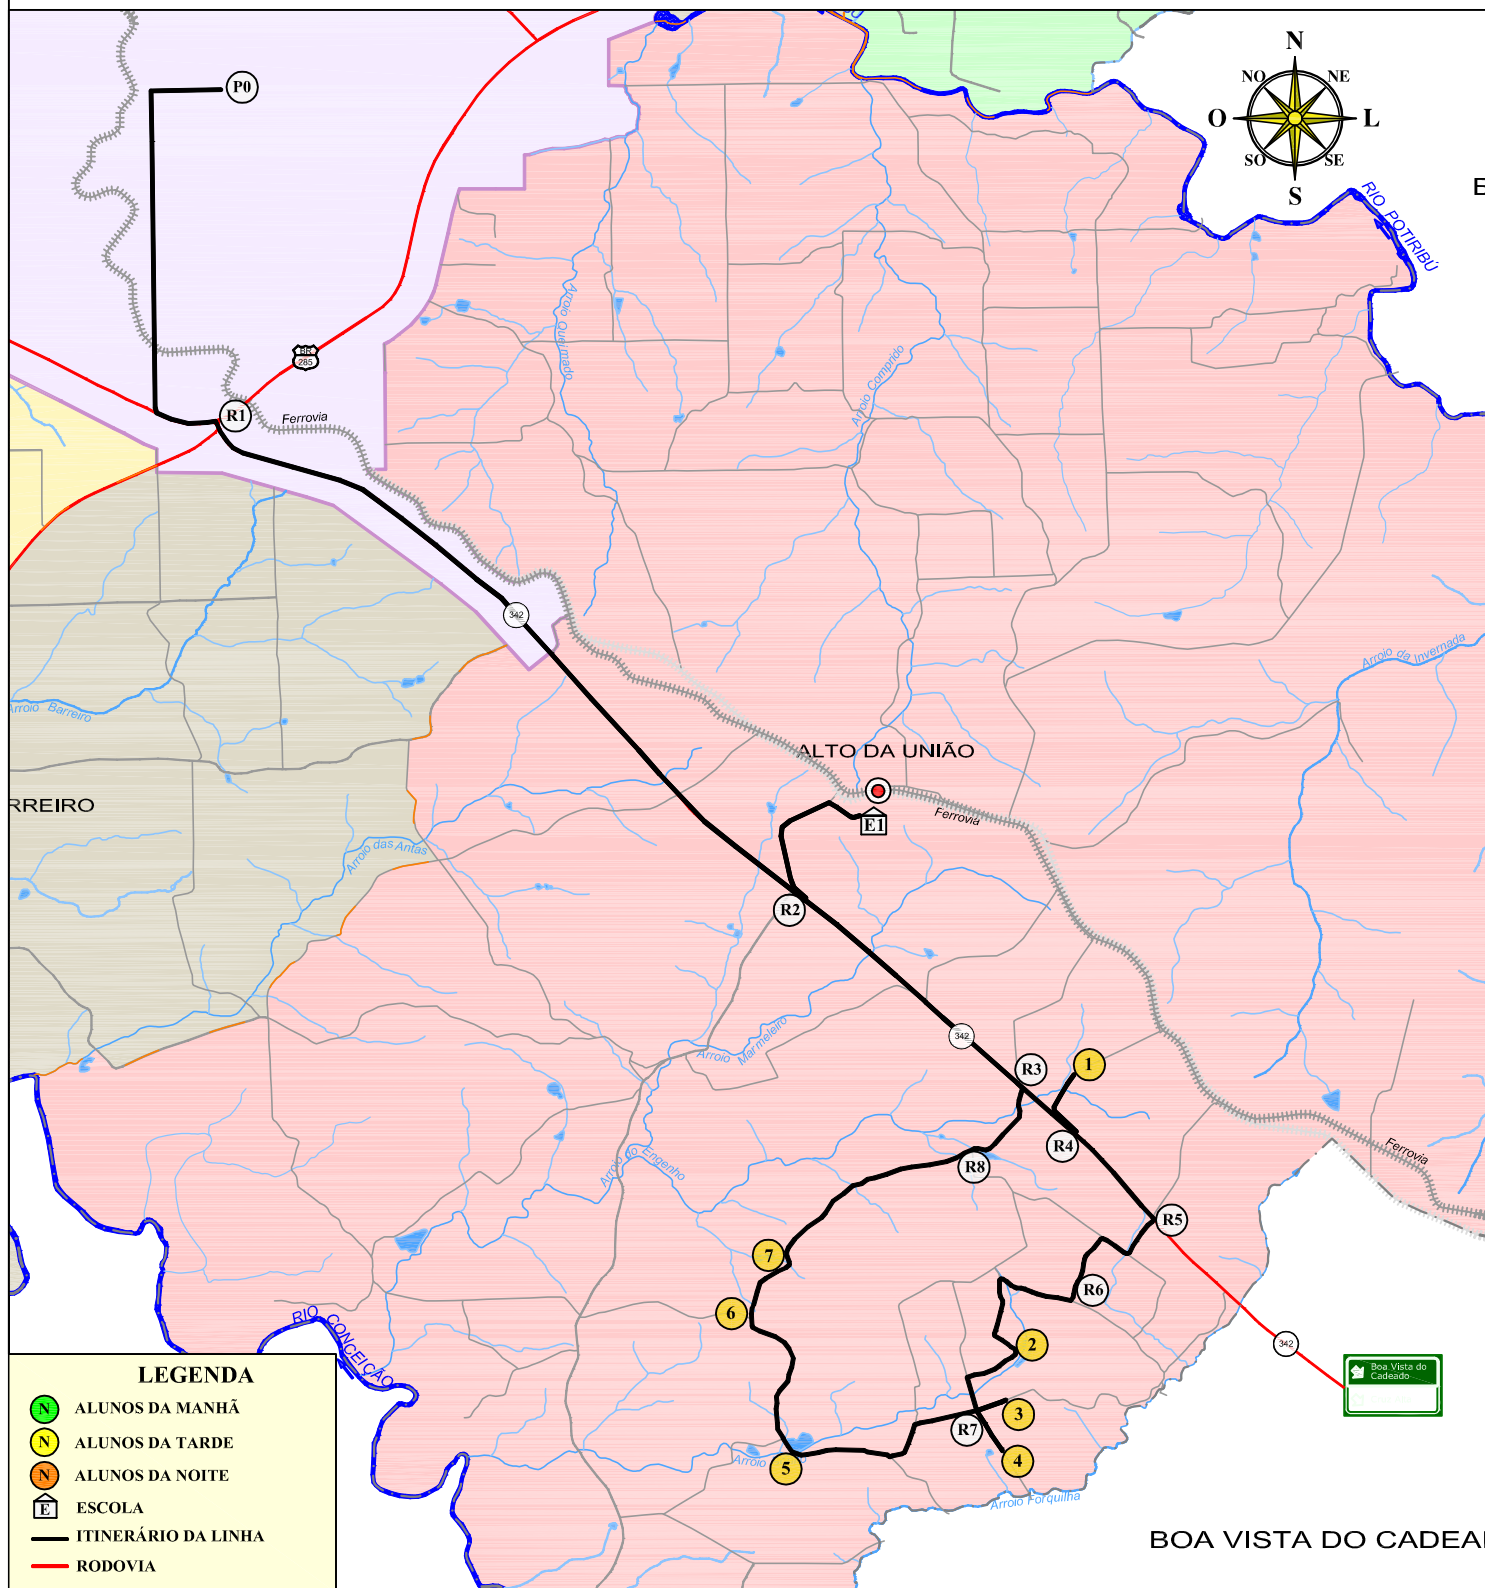 N
NO
NE
O
L
SO
SE
S
P0
RIO POTIRIBÚ
Arroio Queimado
BR
285
Arroio Comprido
R1
Ferrovia
342
Arroio da Invernada
Arroio Barreiro
ALTO DA UNIÃO
RREIRO
E1
Ferrovia
Arroio das Antas
R2
342
Arroio Marmeleiro
R3
1
R4
Ferrovia
Arroio do Engenho
R8
R5
7
R6
6
RIO CONCEIÇÃO
2
342
Boa Vista do
Cadeado
3
R7
4
5
Arroio
Arroio Forquilha
BOA VISTA DO CADEA
LEGENDA
N ALUNOS DA MANHÃ
N ALUNOS DA TARDE
N ALUNOS DA NOITE
E ESCOLA
ITINERÁRIO DA LINHA
RODOVIA